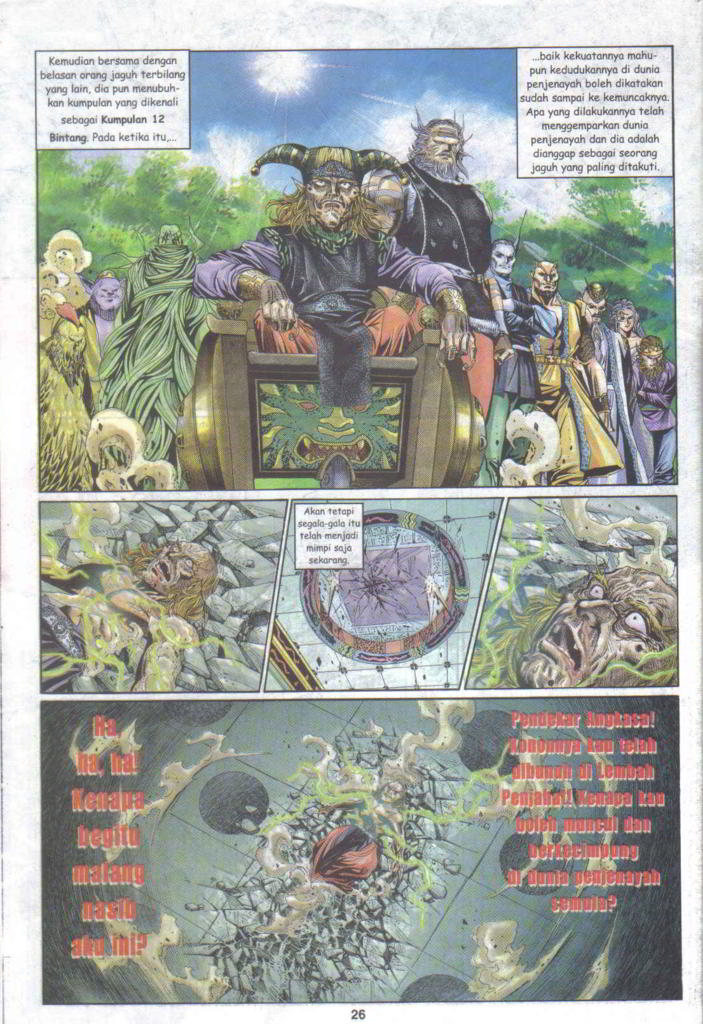 Kemudian bersama dengan
belasan orang jaguh terbilang
yang lain, dia pun menubuh-
kan kumpulan yang dikenali
sebagai Kumpulan 12
Bintang. Pada ketika itu,...
...baik kekuatannya mahu-
pun kedudukannya di dunia
penjenayah boleh dikatakan
sudah sampai ke kemuncaknya.
Apa yang dilakukannya telah
menggemparkan dunia
penjenayah dan dia adalah
dianggap sebagai seorang
jaguh yang paling ditakuti.
Akan tetapi
segala-gala itu
telah menjadi
mimpi saja
sekarang.
Ha
ha, ha!
Kenapa
begitu
malang
nasib
aku ini?
Pendekar Angkasa!
Kononnya kau telah
dibunuh di Lembah
Penjahat! Kenapa kau
boleh muncul dan
berkecimpung
di dunia penjenayah
semula?
26